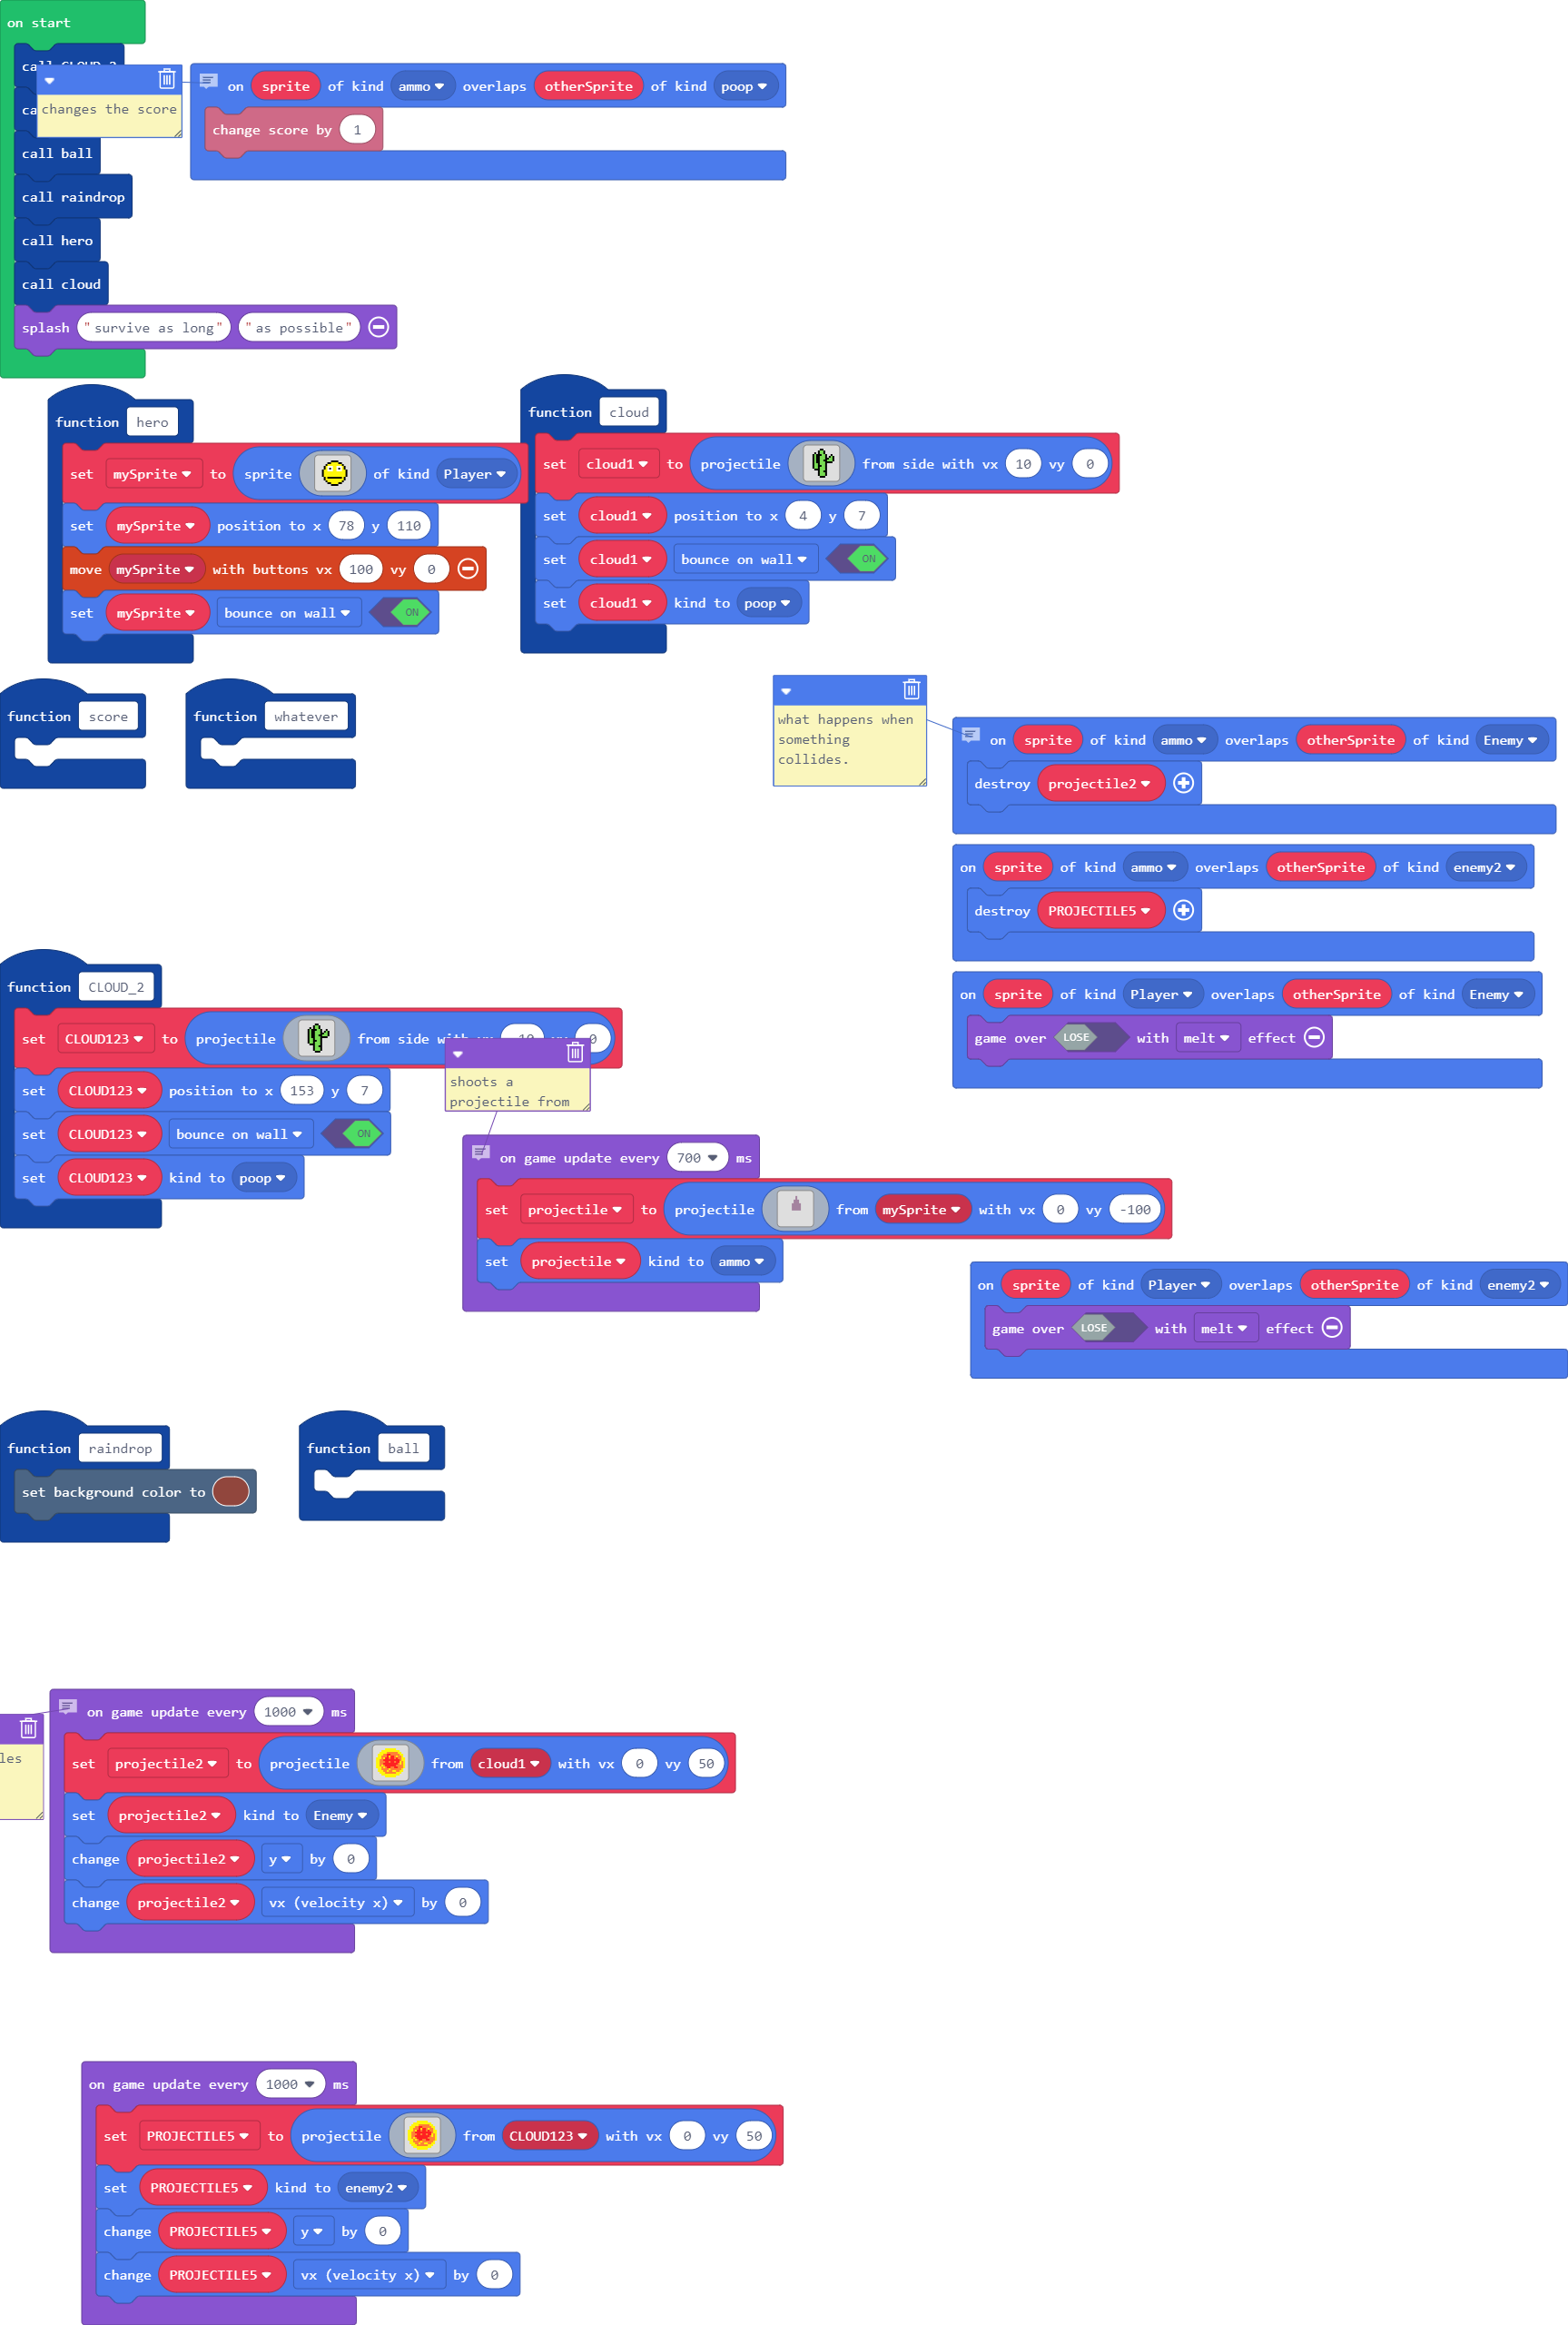 on start
changes the score
call ball
call raindrop
call hero
call cloud
splash "survive as long" "as possible"
on sprite of kind ammo overlaps otherSprite of kind poop
change score by 1
function hero
set mySprite to sprite of kind Player
set mySprite position to x 78 y 110
move mySprite with buttons vx 100 vy 0
set mySprite bounce on wall ON
function cloud
set cloud1 to projectile from side with vx 10 vy 0
set cloud1 position to x 4 y 7
set cloud1 bounce on wall ON
set cloud1 kind to poop
function score
function whatever
what happens when
something
collides.
on sprite of kind ammo overlaps otherSprite of kind Enemy
destroy projectile2
on sprite of kind ammo overlaps otherSprite of kind enemy2
destroy PROJECTILE5
on sprite of kind Player overlaps otherSprite of kind Enemy
game over LOSE with melt effect
function CLOUD_2
set CLOUD123 to projectile from side
set CLOUD123 position to x 153 y 7
set CLOUD123 bounce on wall ON
set CLOUD123 kind to poop
shoots a
projectile from
on game update every 700 ms
set projectile to projectile from mySprite with vx 0 vy -100
set projectile kind to ammo
on sprite of kind Player overlaps otherSprite of kind enemy2
game over LOSE with melt effect
function raindrop
set background color to
function ball
les
on game update every 1000 ms
set projectile2 to projectile from cloud1 with vx 0 vy 50
set projectile2 kind to Enemy
change projectile2 y by 0
change projectile2 vx (velocity x) by 0
on game update every 1000 ms
set PROJECTILE5 to projectile from CLOUD123 with vx 0 vy 50
set PROJECTILE5 kind to enemy2
change PROJECTILE5 y by 0
change PROJECTILE5 vx (velocity x) by 0